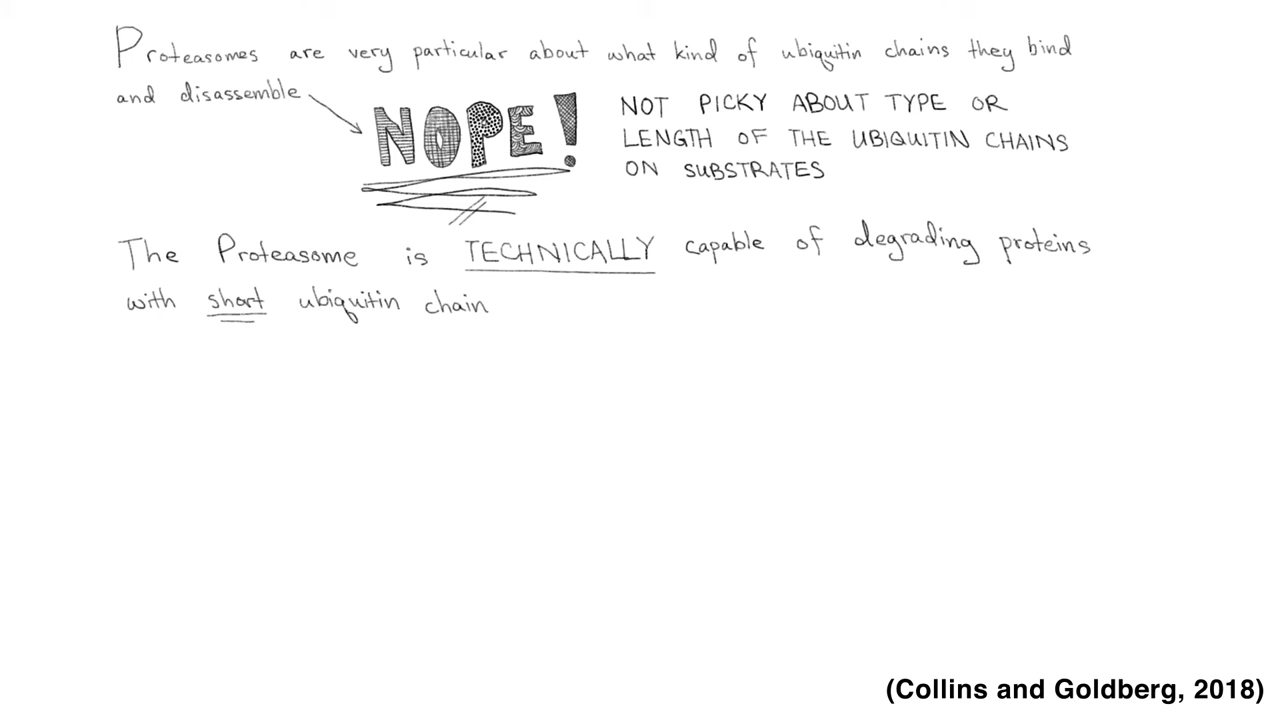 Proteasomes are very particular about what kind of ubiquitin chains they bind
and disassemble
NOPE!
NOT PICKY ABOUT TYPE OR
LENGTH OF THE UBIQUITIN CHAINS
ON SUBSTRATES
The Proteasome is TECHNICALLY capable of degrading proteins
with short ubiquitin chain
(Collins and Goldberg, 2018)